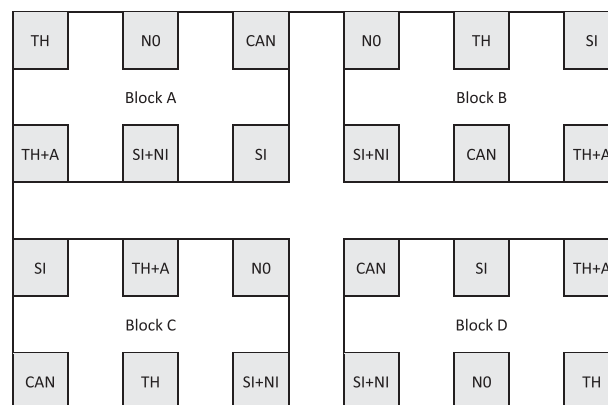 TH N0 CAN N0 TH SI
Block A Block B
TH+A SI+NI SI SI+NI CAN TH+A
SI TH+A N0 CAN SI TH+A
Block C Block D
CAN TH SI+NI SI+NI N0 TH